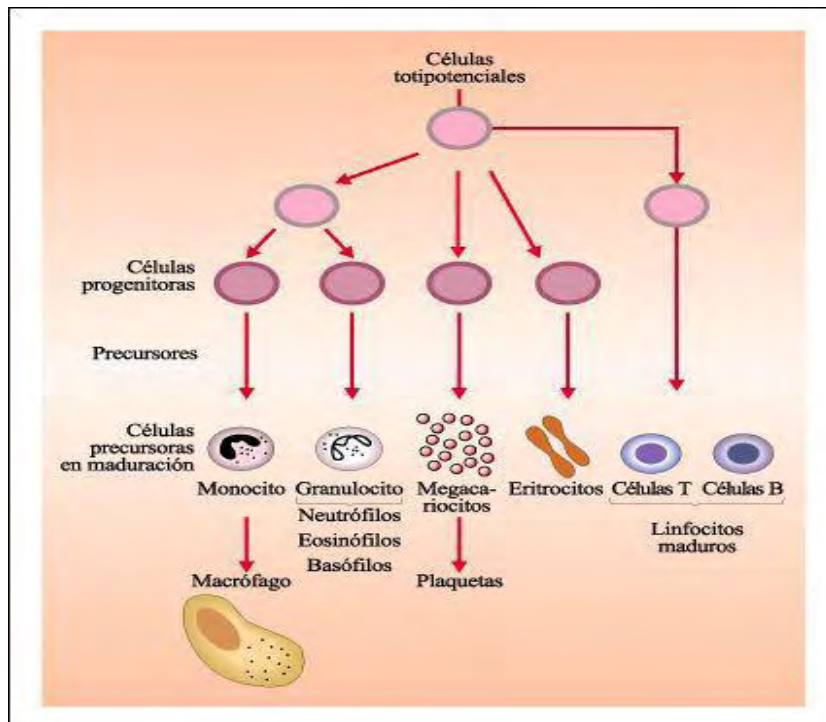 Células
totipotenciales
Células
progenitoras
Precursores
Células
precursoras
en maduración
Monocito
Granulocito
Neutrófilos
Eosinófilos
Basófilos
Megaca-
riocitos
Eritrocitos
Células T
Células B
Linfocitos
maduros
Macrófago
Plaquetas